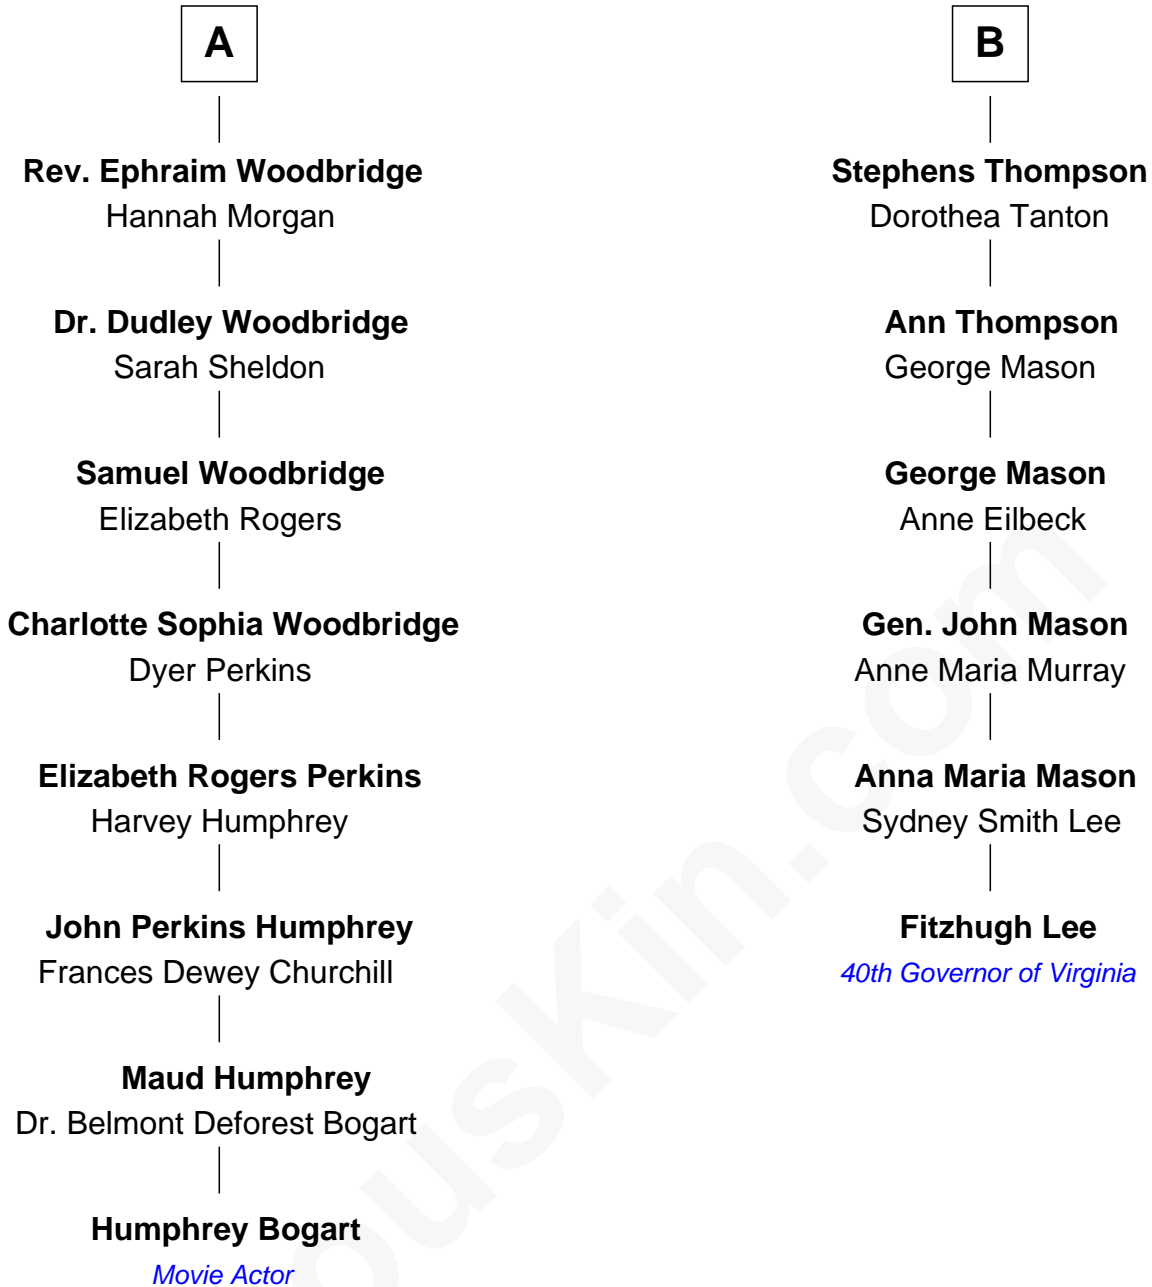 A
Rev. Ephraim Woodbridge
Hannah Morgan
Dr. Dudley Woodbridge
Sarah Sheldon
Samuel Woodbridge
Elizabeth Rogers
Charlotte Sophia Woodbridge
Dyer Perkins
Elizabeth Rogers Perkins
Harvey Humphrey
John Perkins Humphrey
Frances Dewey Churchill
Maud Humphrey
Dr. Belmont Deforest Bogart
Humphrey Bogart
Movie Actor
B
Stephens Thompson
Dorothea Tanton
Ann Thompson
George Mason
George Mason
Anne Eilbeck
Gen. John Mason
Anne Maria Murray
Anna Maria Mason
Sydney Smith Lee
Fitzhugh Lee
40th Governor of Virginia
ousKin.com